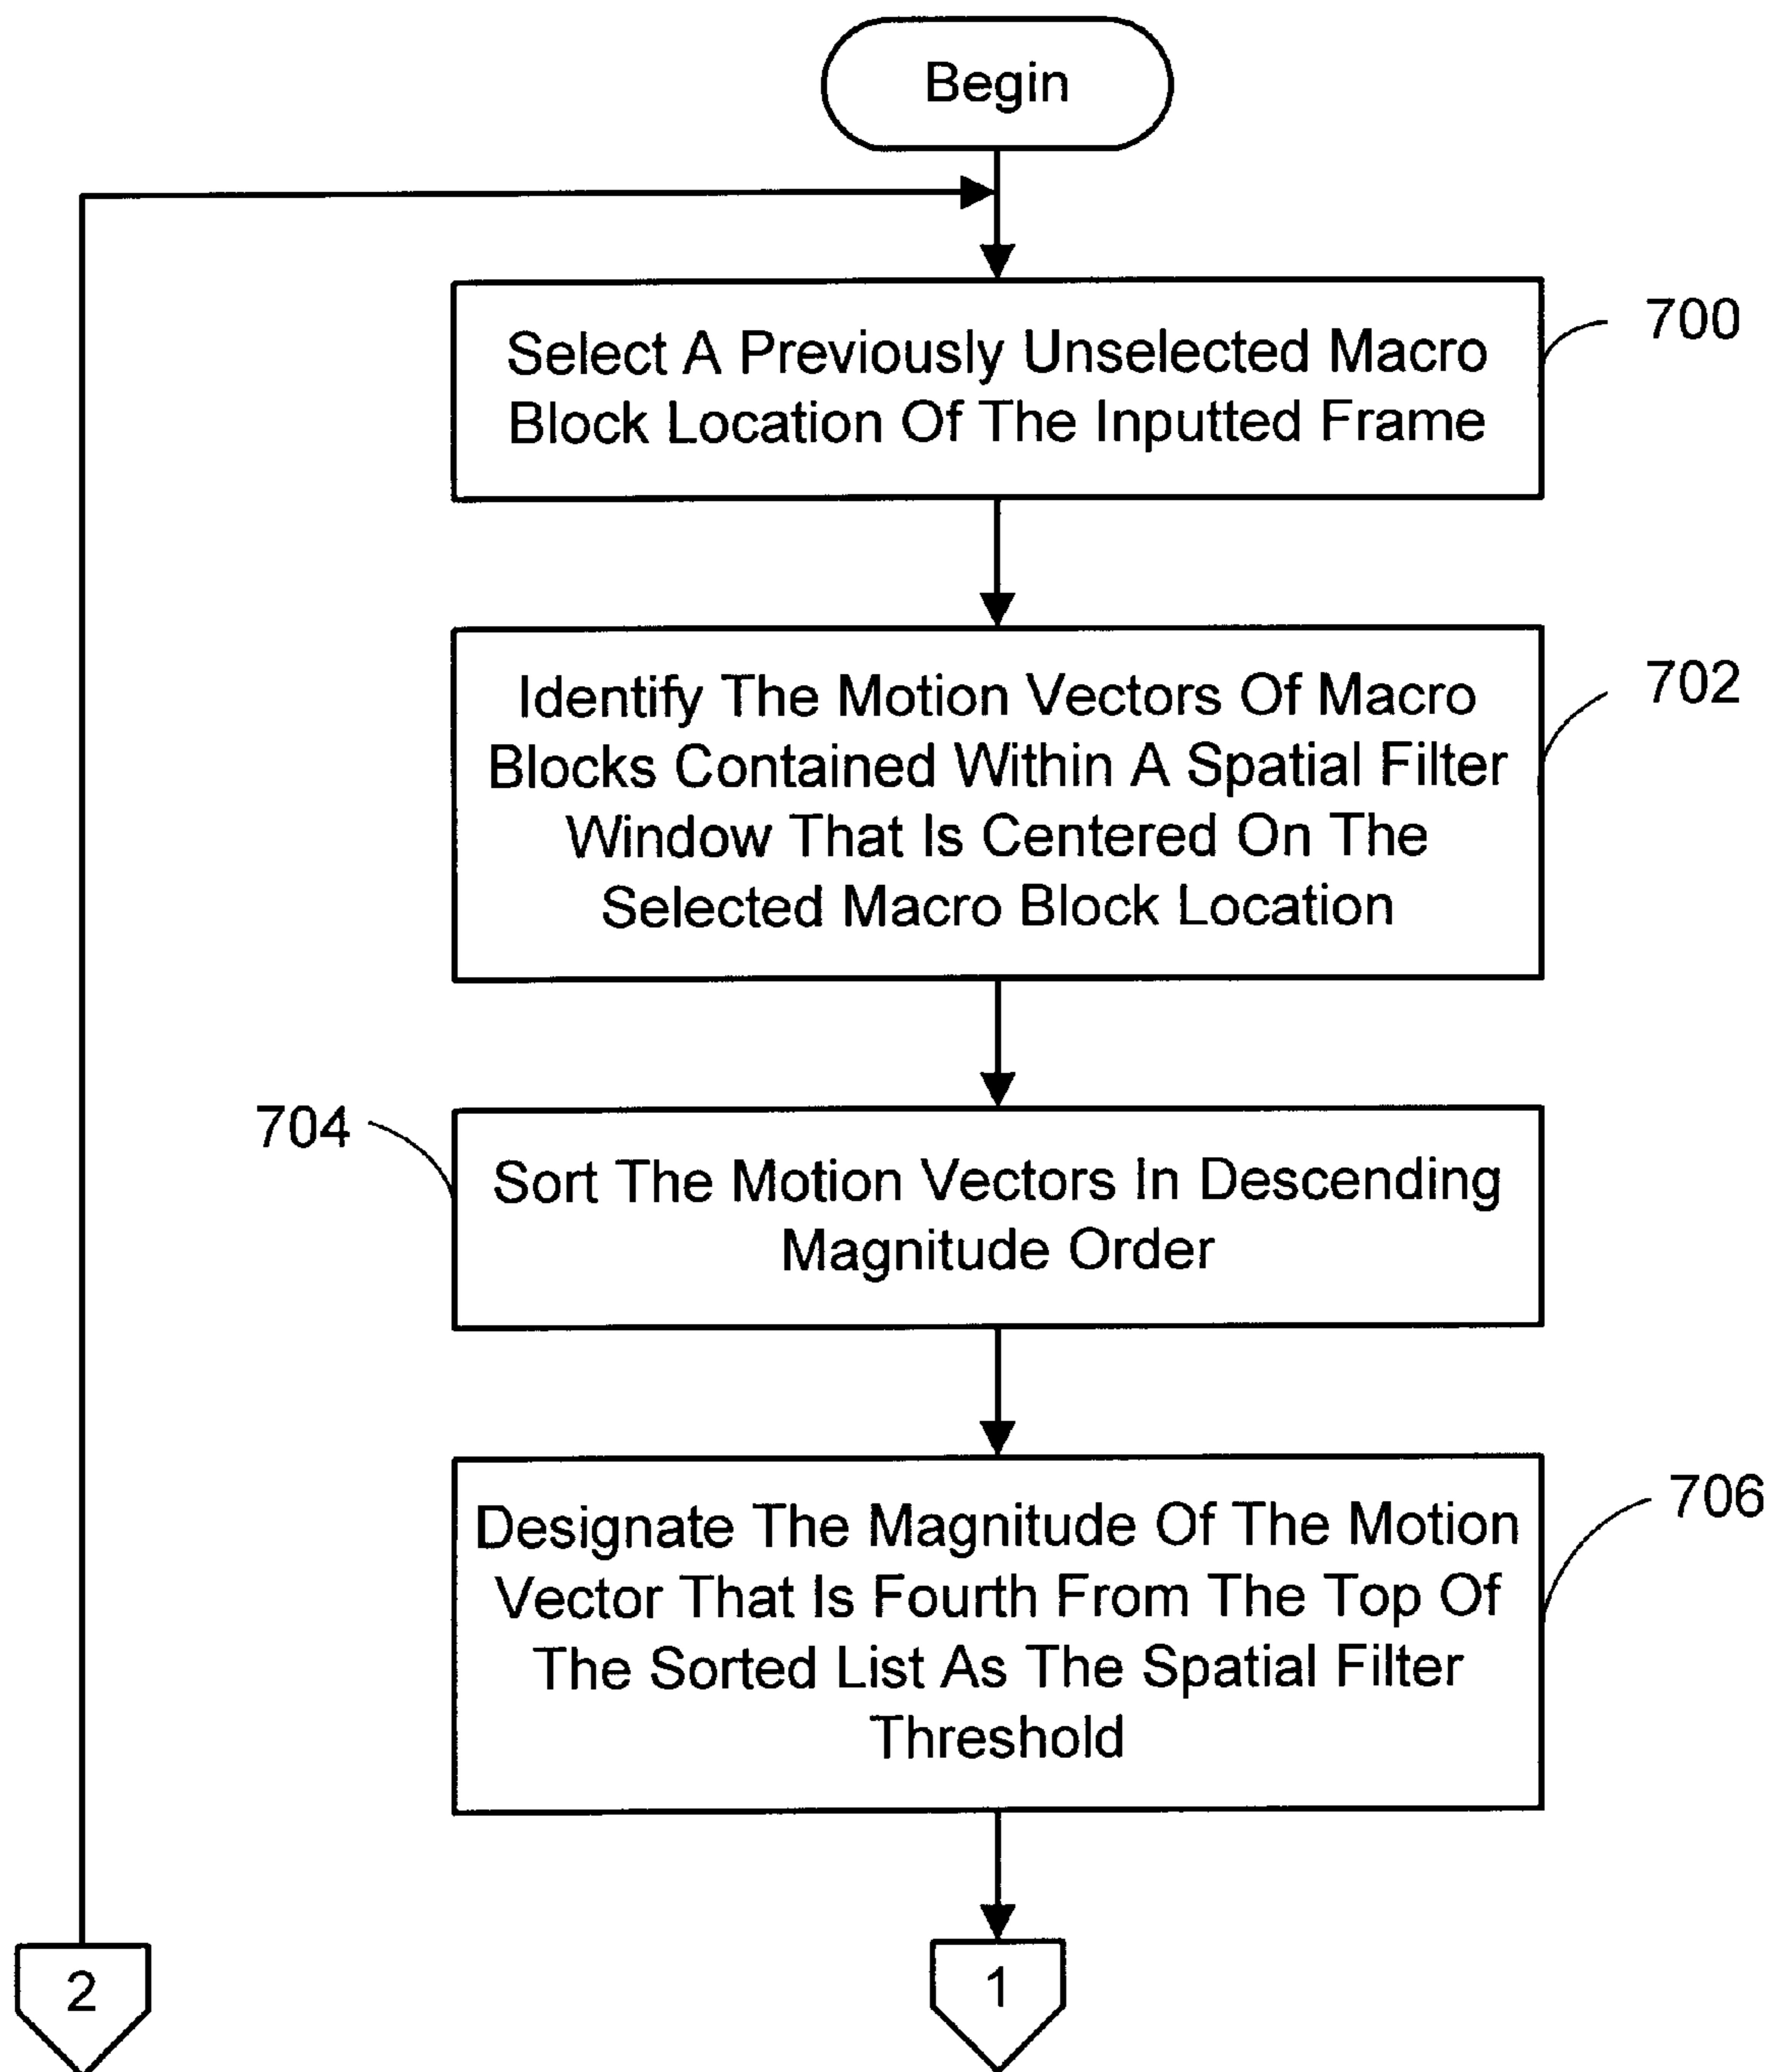 Begin
Select A Previously Unselected Macro
Block Location Of The Inputted Frame
700
Identify The Motion Vectors Of Macro
Blocks Contained Within A Spatial Filter
Window That Is Centered On The
Selected Macro Block Location
702
704
Sort The Motion Vectors In Descending
Magnitude Order
Designate The Magnitude Of The Motion
Vector That Is Fourth From The Top Of
The Sorted List As The Spatial Filter
Threshold
706
2
1